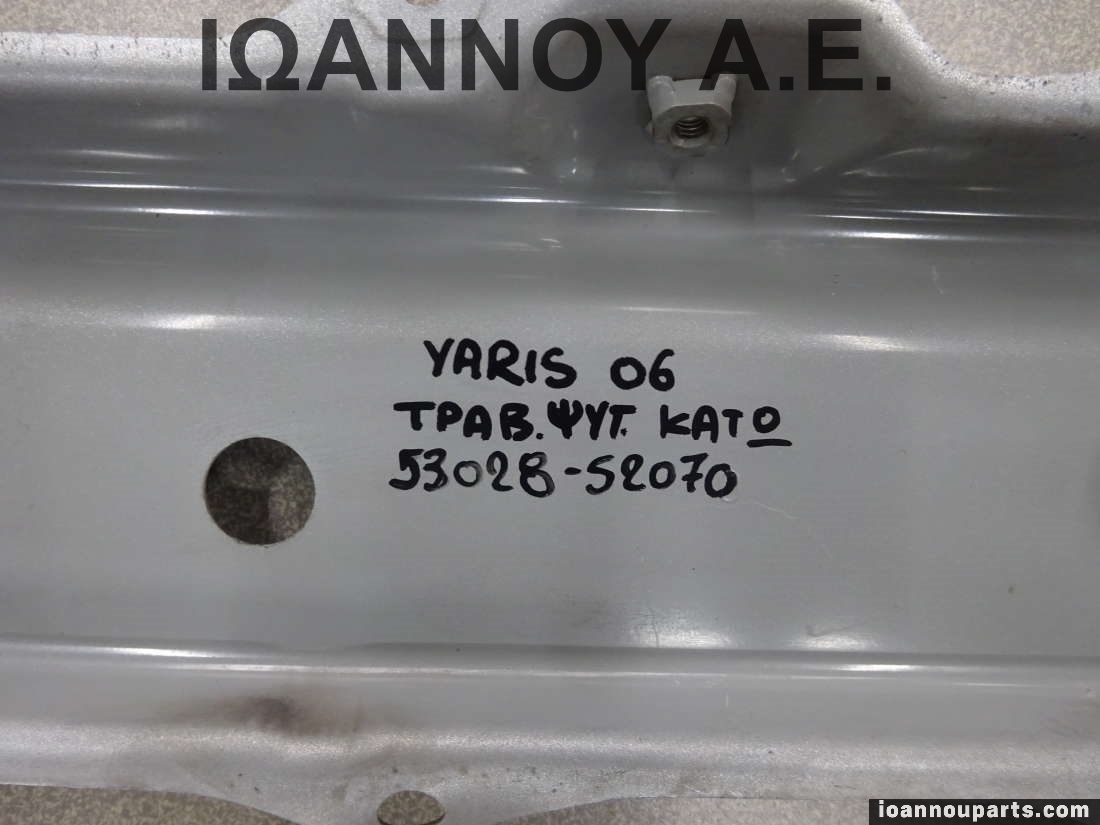 ΙΩΑΝΝΟΥ Α.Ε.
YARIS 06
ΤΡΑΒ. ΨΥΓ. ΚΑΤΩ
53028-52070
ioannouparts.com